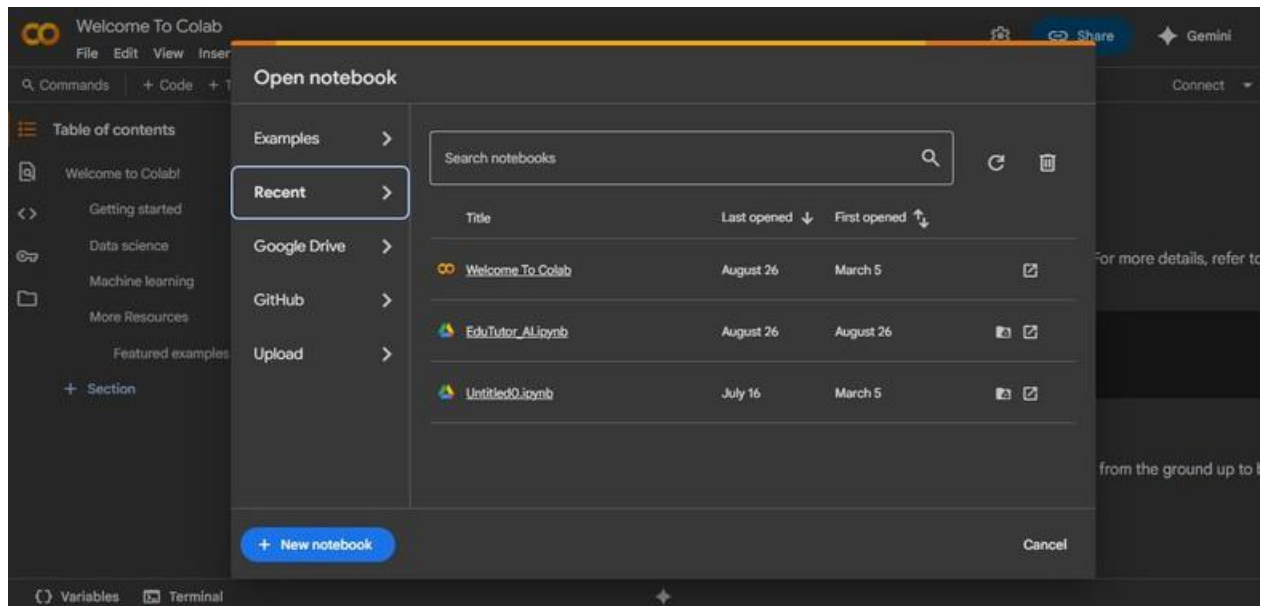 Welcome To Colab
File Edit View Inser
Share
Gemini
Commands + Code + T
Connect
Table of contents
Welcome to Colab!
Getting started
Data science
Machine learning
More Resources
Featured examples
+ Section
Open notebook
Examples
Recent
Google Drive
GitHub
Upload
Search notebooks
Title Last opened First opened
Welcome To Colab August 26 March 5
EduTutor_AI.ipynb August 26 August 26
Untitled0.ipynb July 16 March 5
+ New notebook
Cancel
For more details, refer to
from the ground up to b
Variables Terminal